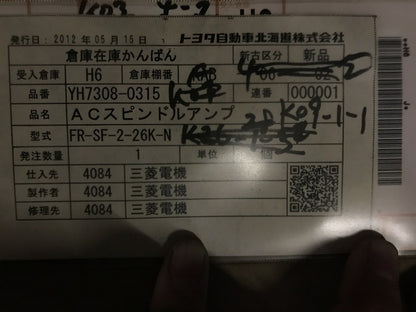 K03 4-2
発行日：2012年05月15日 トヨタ自動車北海道株式会社
倉庫在庫かんばん 新古区分 新品
受入倉庫 H6 倉庫棚番
品番 YH7308-0315 連番 000001
品名 ACスピンドルアンプ K09-1-1
型式 FR-SF-2-26K-N
発注数量 1 単位 個
仕入先 4084 三菱電機
製作者 4084 三菱電機
修理先 4084 三菱電機